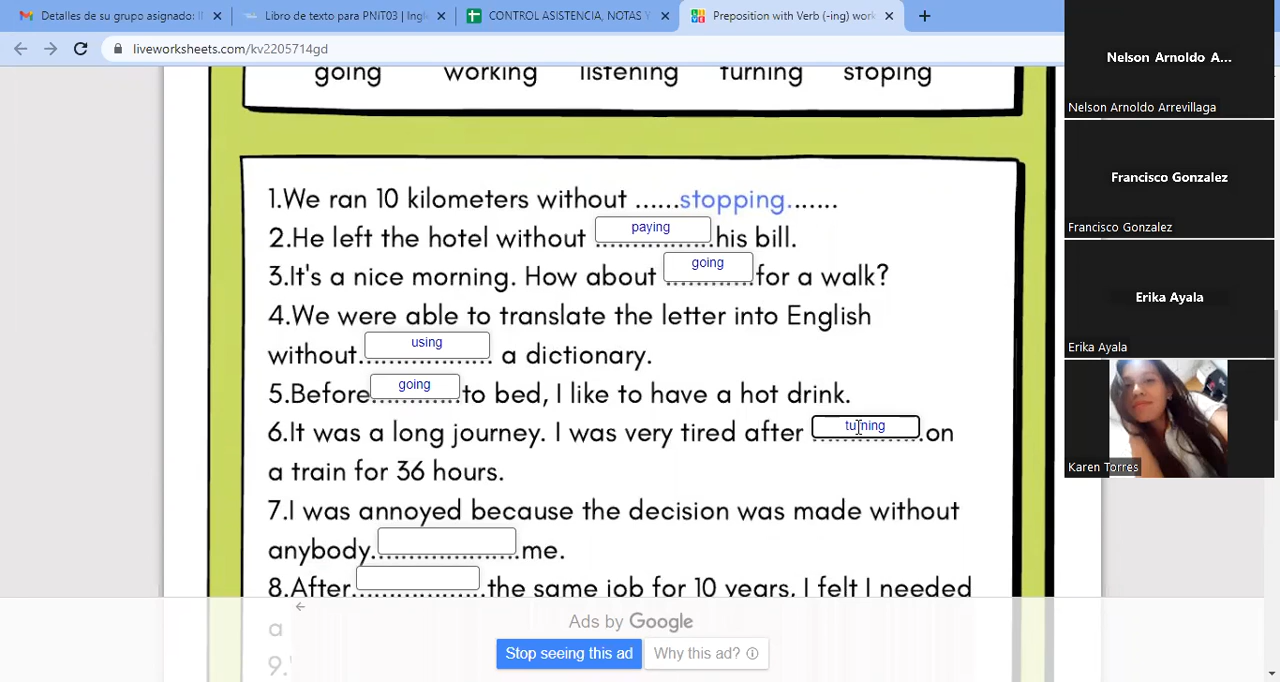 Detalles de su grupo asignado: II
Libro de texto para PNIT03 | Ingl
CONTROL ASISTENCIA, NOTAS Y
Preposition with Verb (-ing) work
liveworksheets.com/kv2205714gd
going working listening turning stoping
1.We ran 10 kilometers without ......stopping.......
2.He left the hotel without paying his bill.
3.It's a nice morning. How about going for a walk?
4.We were able to translate the letter into English
without. using a dictionary.
5.Before going to bed, I like to have a hot drink.
6.It was a long journey. I was very tired after turning .on
a train for 36 hours.
7.I was annoyed because the decision was made without
anybody...................me.
8.After.................the same job for 10 years, I felt I needed
a
9.
Ads by Google
Stop seeing this ad
Why this ad?
Nelson Arnoldo A...
Nelson Arnoldo Arrevillaga
Francisco Gonzalez
Francisco Gonzalez
Erika Ayala
Erika Ayala
Karen Torres